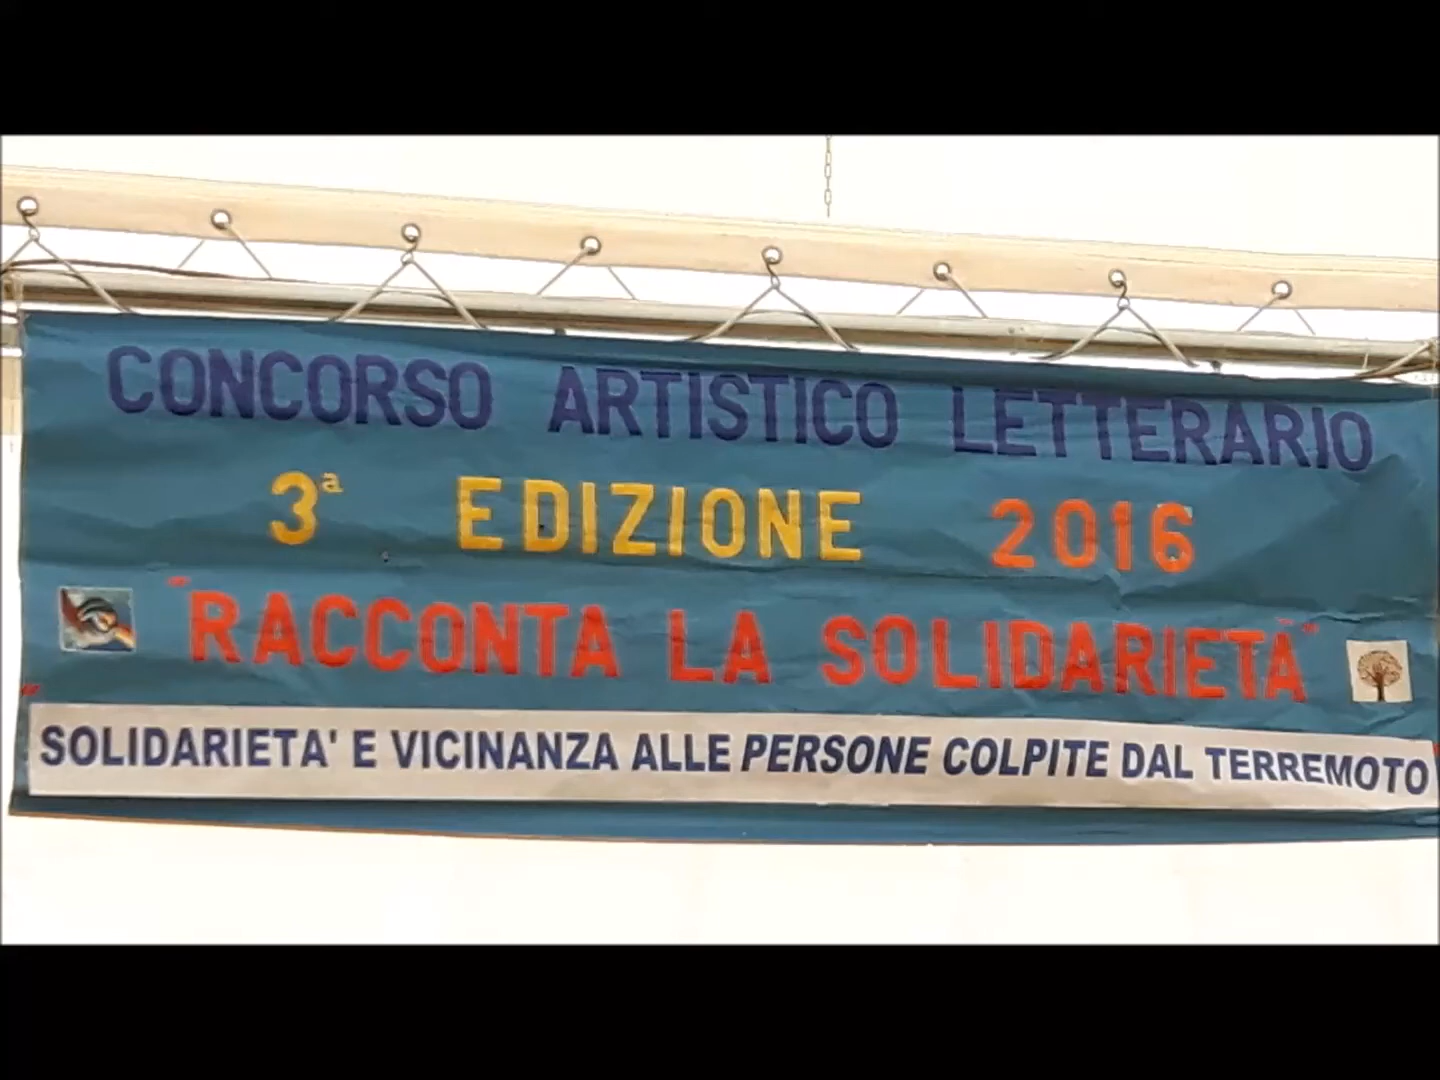 CONCORSO ARTISTICO LETTERARIO
3ª EDIZIONE 2016
"RACCONTA LA SOLIDARIETÀ"
SOLIDARIETA' E VICINANZA ALLE PERSONE COLPITE DAL TERREMOTO